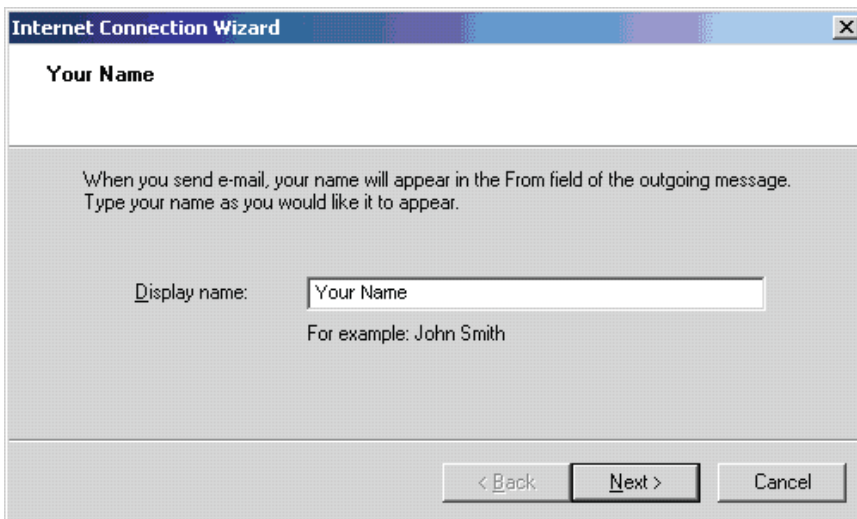 Internet Connection Wizard
Your Name
When you send e-mail, your name will appear in the From field of the outgoing message.
Type your name as you would like it to appear.
Display name: Your Name
For example: John Smith
< Back Next > Cancel